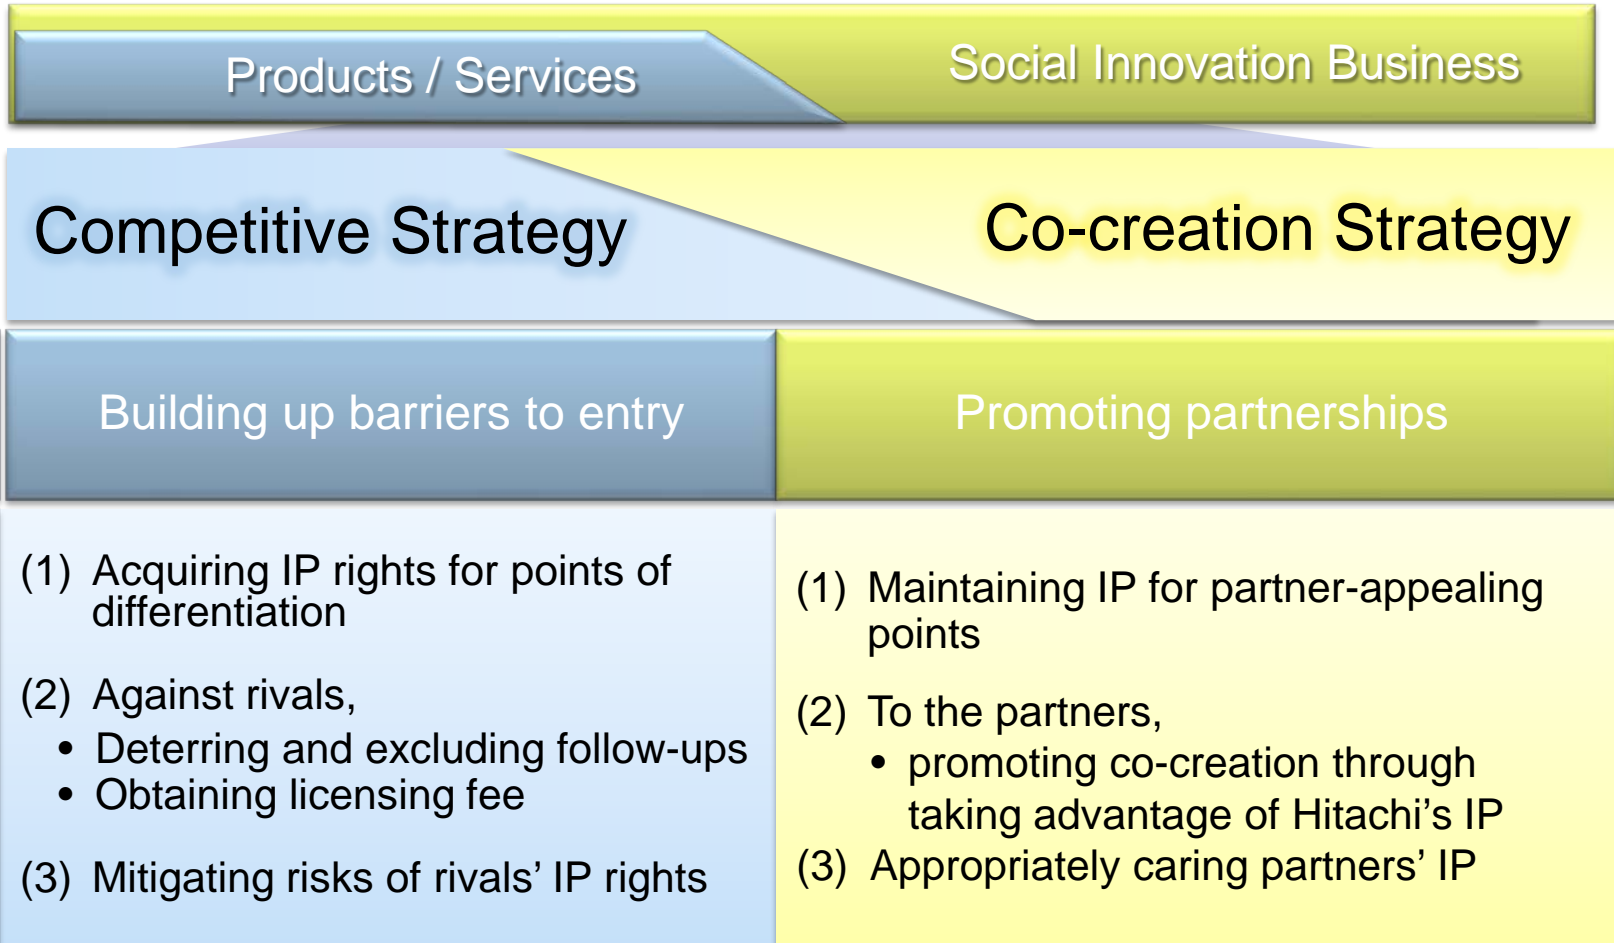 Products / Services
Social Innovation Business
Competitive Strategy
Co-creation Strategy
Building up barriers to entry
Promoting partnerships
(1) Acquiring IP rights for points of
differentiation
(2) Against rivals,
• Deterring and excluding follow-ups
• Obtaining licensing fee
(3) Mitigating risks of rivals’ IP rights
(1) Maintaining IP for partner-appealing
points
(2) To the partners,
• promoting co-creation through
taking advantage of Hitachi’s IP
(3) Appropriately caring partners’ IP